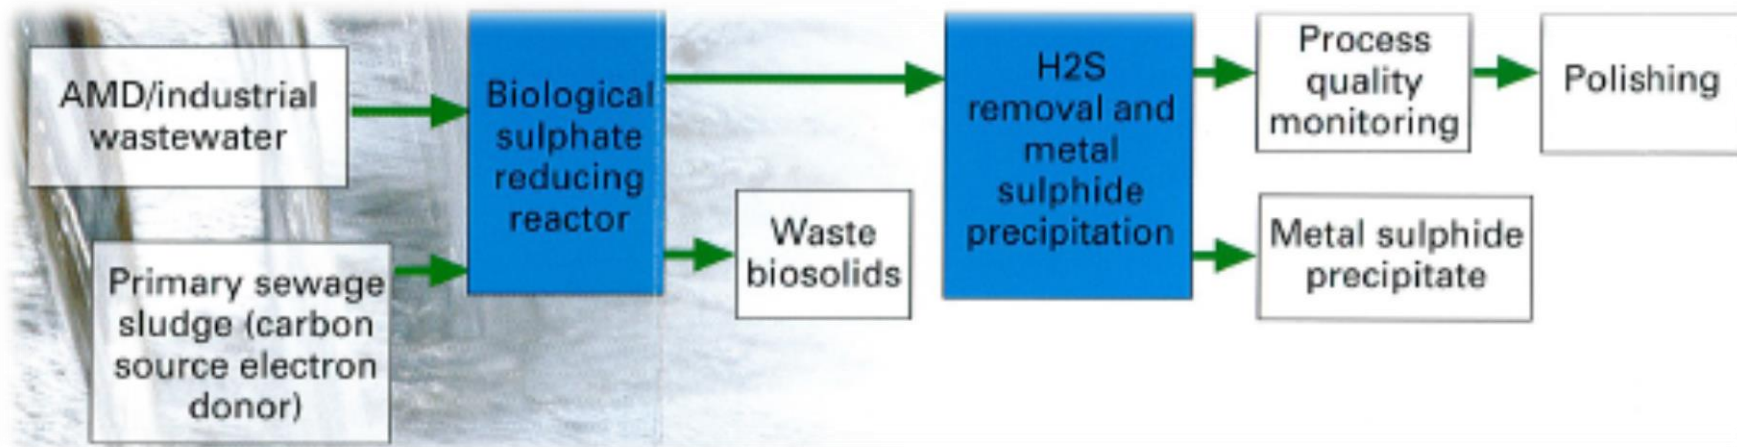 AMD/industrial
wastewater
Primary sewage
sludge (carbon
source electron
donor)
Biological
sulphate
reducing
reactor
Waste
biosolids
H2S
removal and
metal
sulphide
precipitation
Process
quality
monitoring
Polishing
Metal sulphide
precipitate